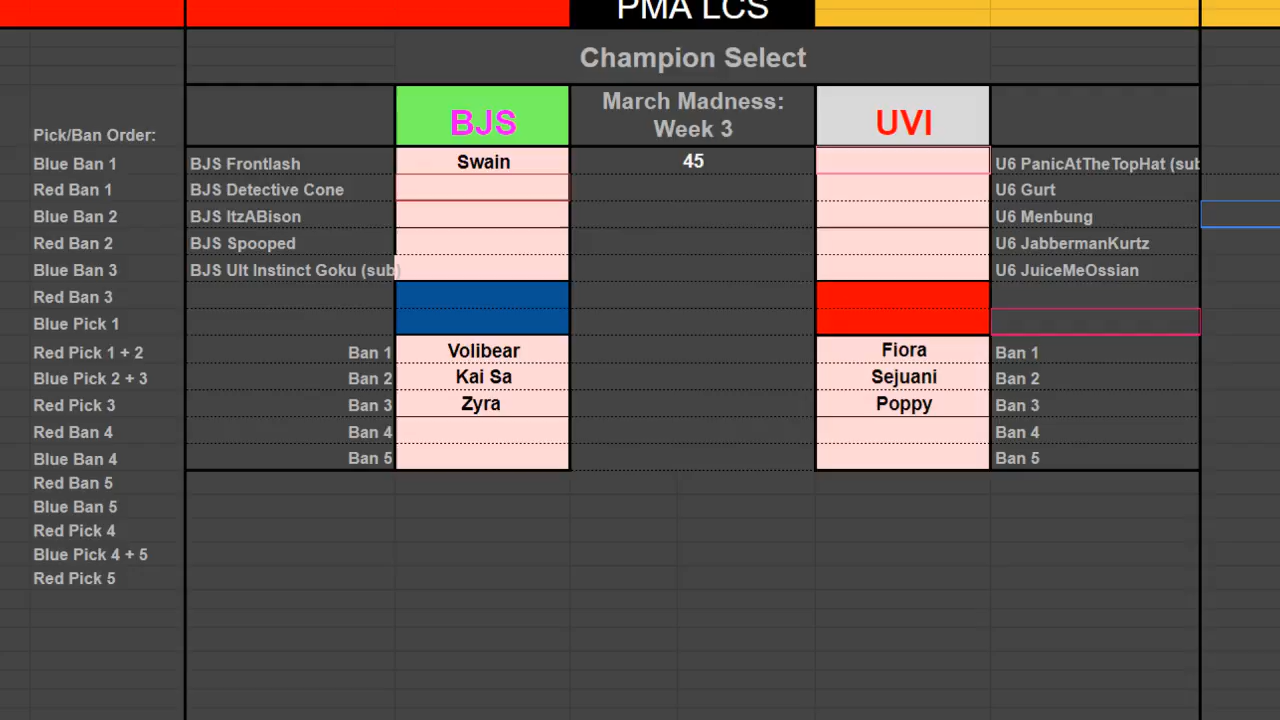 PMA LCS
Champion Select
BJS
March Madness:
Week 3
UVI
Pick/Ban Order:
Blue Ban 1
BJS Frontlash
Swain
45
U6 PanicAtTheTopHat (sub
Red Ban 1
BJS Detective Cone
U6 Gurt
Blue Ban 2
BJS ItzABison
U6 Menbung
Red Ban 2
BJS Spooped
U6 JabbermanKurtz
Blue Ban 3
BJS Ult Instinct Goku (sub)
U6 JuiceMeOssian
Red Ban 3
Blue Pick 1
Red Pick 1 + 2
Ban 1
Volibear
Fiora
Ban 1
Blue Pick 2 + 3
Ban 2
Kai Sa
Sejuani
Ban 2
Red Pick 3
Ban 3
Zyra
Poppy
Ban 3
Red Ban 4
Ban 4
Ban 4
Blue Ban 4
Ban 5
Ban 5
Red Ban 5
Blue Ban 5
Red Pick 4
Blue Pick 4 + 5
Red Pick 5